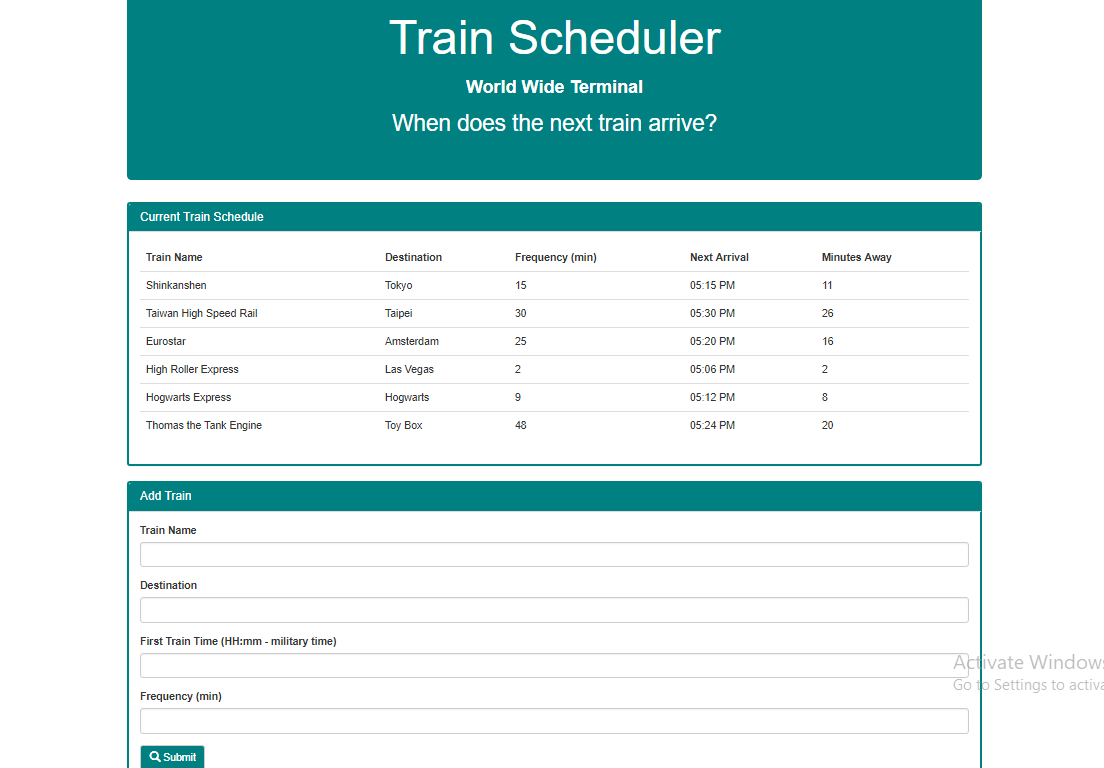 Train Scheduler
World Wide Terminal
When does the next train arrive?
Current Train Schedule
Train Name Destination Frequency (min) Next Arrival Minutes Away
Shinkanshen Tokyo 15 05:15 PM 11
Taiwan High Speed Rail Taipei 30 05:30 PM 26
Eurostar Amsterdam 25 05:20 PM 16
High Roller Express Las Vegas 2 05:06 PM 2
Hogwarts Express Hogwarts 9 05:12 PM 8
Thomas the Tank Engine Toy Box 48 05:24 PM 20
Add Train
Train Name
Destination
First Train Time (HH:mm - military time)
Activate Windows
Go to Settings to activa
Frequency (min)
Submit